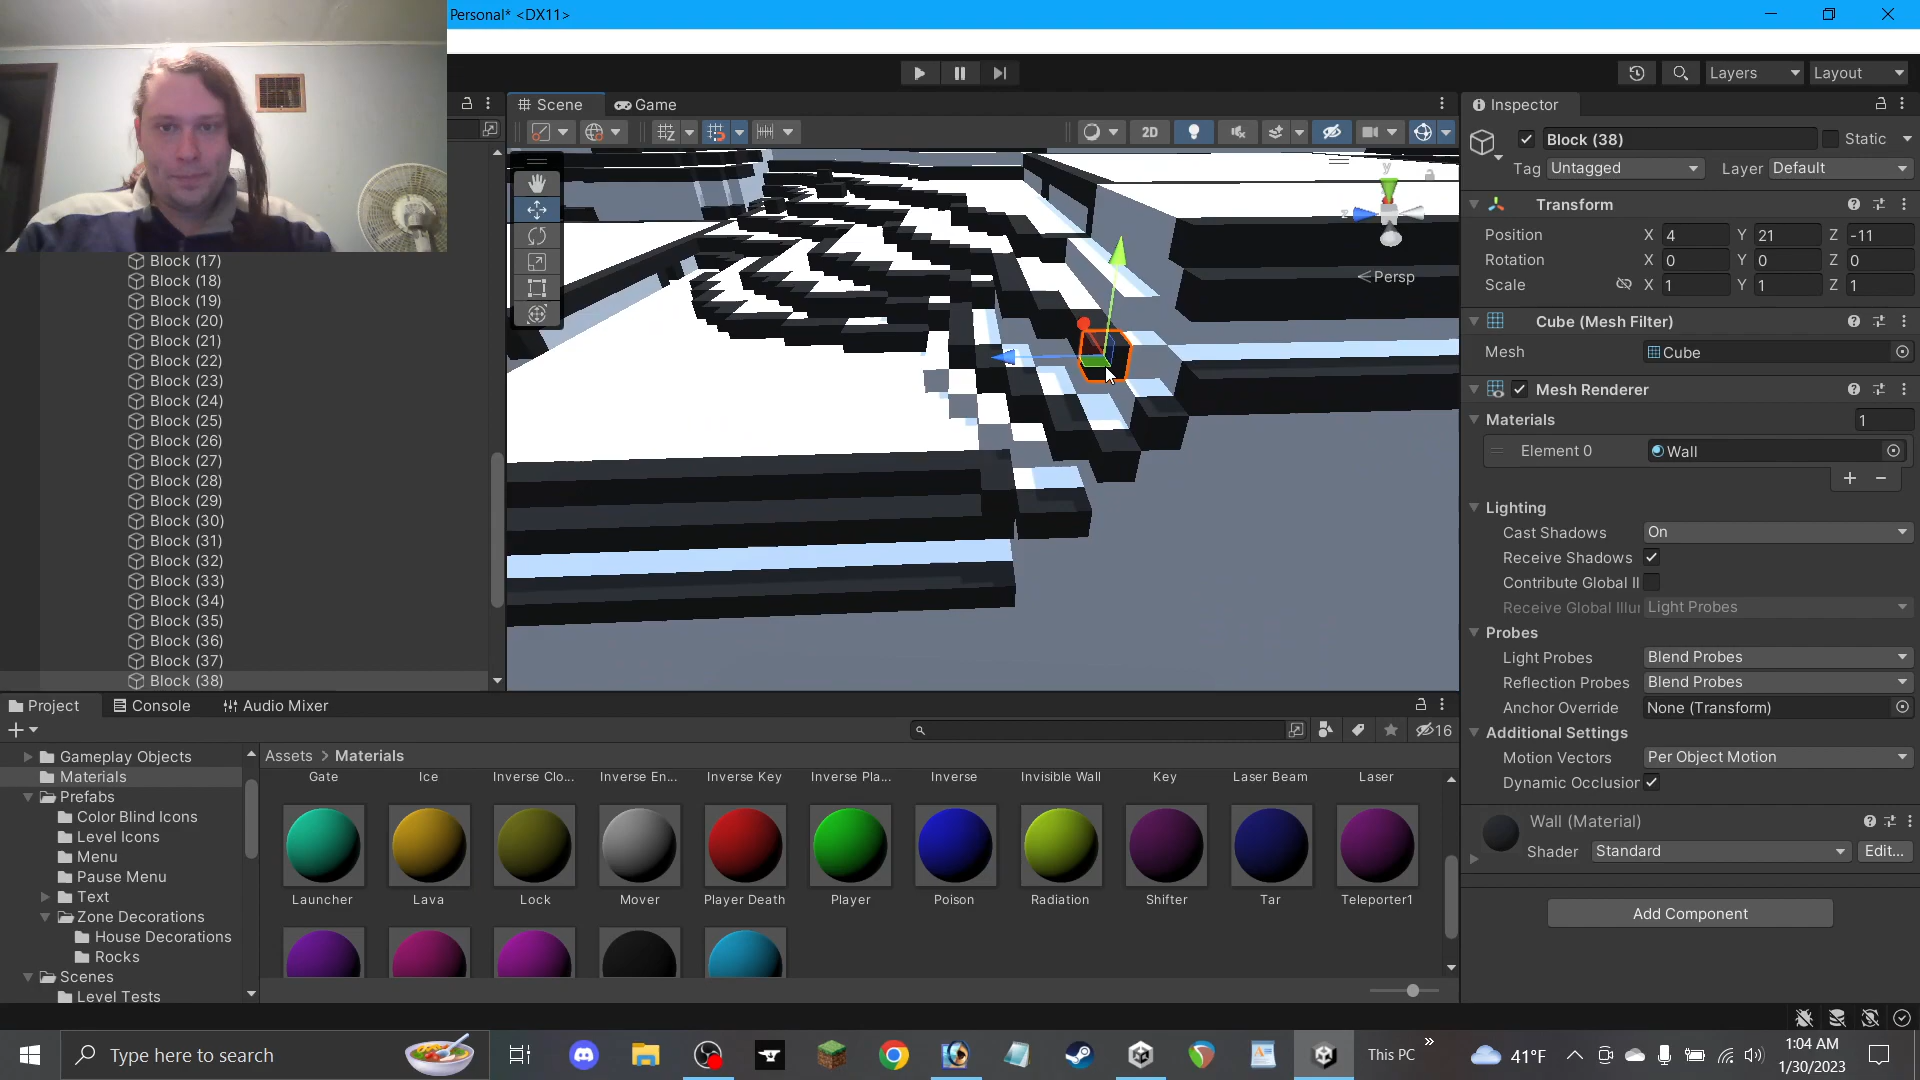 Personal* <DX11>
Layers
Layout
Scene
Game
2D
y
z
Persp
Inspector
Block (38)
Static
Tag Untagged
Layer Default
Transform
Position X 4 Y 21 Z -11
Rotation X 0 Y 0 Z 0
Scale X 1 Y 1 Z 1
Cube (Mesh Filter)
Mesh Cube
Mesh Renderer
Materials 1
Element 0 Wall
Lighting
Cast Shadows On
Receive Shadows
Contribute Global Il
Receive Global Illur Light Probes
Probes
Light Probes Blend Probes
Reflection Probes Blend Probes
Anchor Override None (Transform)
Additional Settings
Motion Vectors Per Object Motion
Dynamic Occlusion
Wall (Material)
Shader Standard Edit...
Add Component
Block (17)
Block (18)
Block (19)
Block (20)
Block (21)
Block (22)
Block (23)
Block (24)
Block (25)
Block (26)
Block (27)
Block (28)
Block (29)
Block (30)
Block (31)
Block (32)
Block (33)
Block (34)
Block (35)
Block (36)
Block (37)
Block (38)
Project
Console
Audio Mixer
16
Gameplay Objects
Materials
Prefabs
Color Blind Icons
Level Icons
Menu
Pause Menu
Text
Zone Decorations
House Decorations
Rocks
Scenes
Level Tests
Assets > Materials
Gate
Ice
Inverse Clo...
Inverse En...
Inverse Key
Inverse Pla...
Inverse
Invisible Wall
Key
Laser Beam
Laser
Launcher
Lava
Lock
Mover
Player Death
Player
Poison
Radiation
Shifter
Tar
Teleporter1
Type here to search
This PC
41°F
1:04 AM
1/30/2023